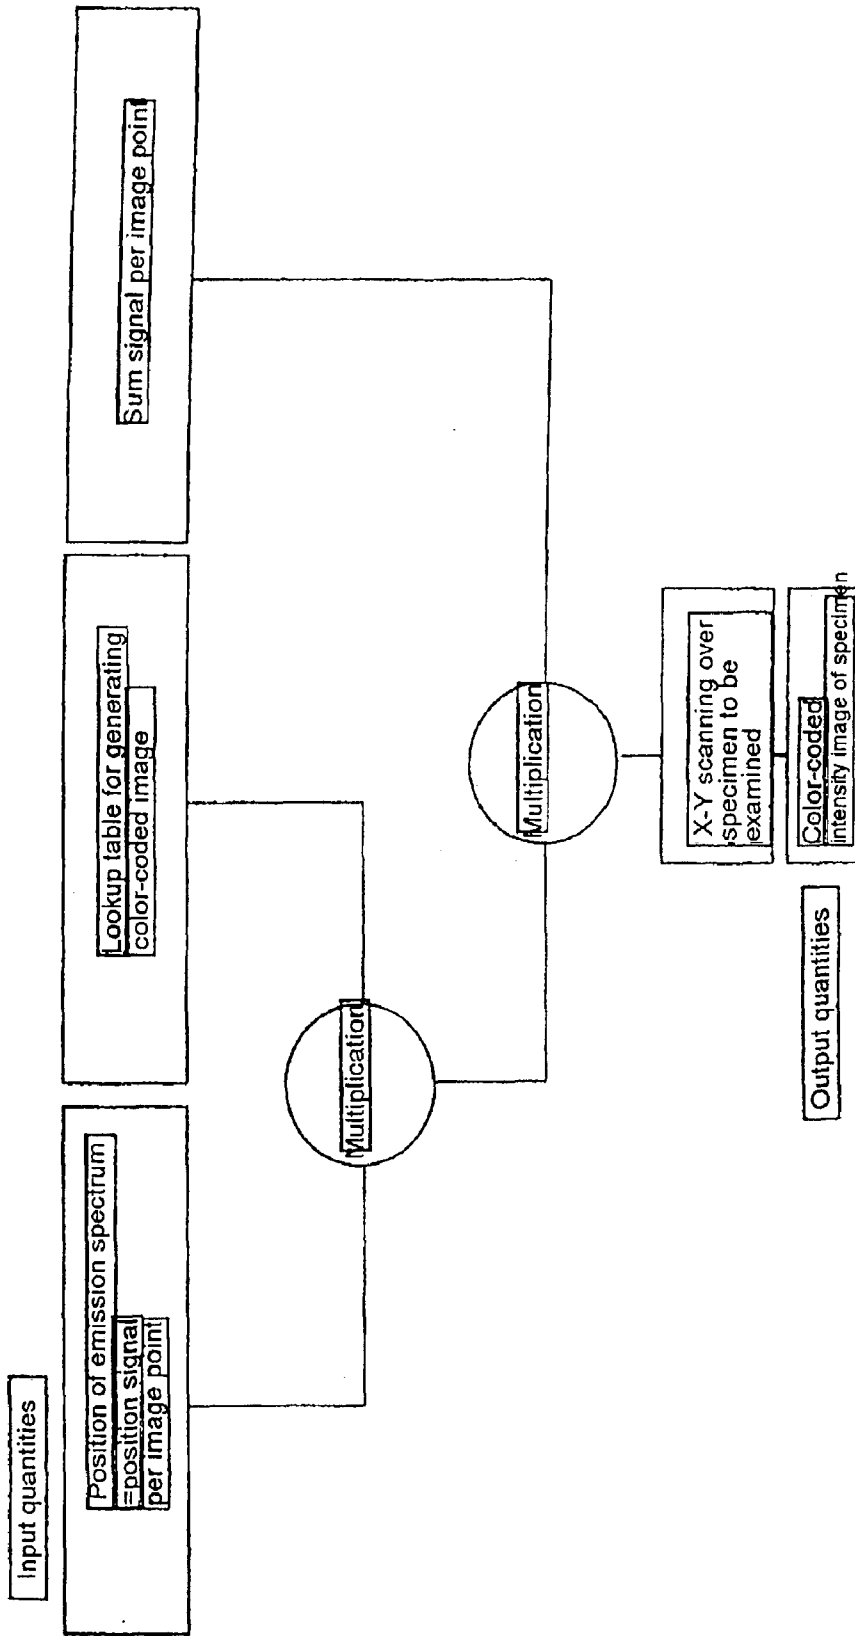 Input quantities
Position of emission spectrum
=position signal
per image point
Lookup table for generating
color-coded image
Sum signal per image point
Multiplication
Multiplication
X-Y scanning over
specimen to be
examined
Output quantities
Color-coded
intensity image of specimen